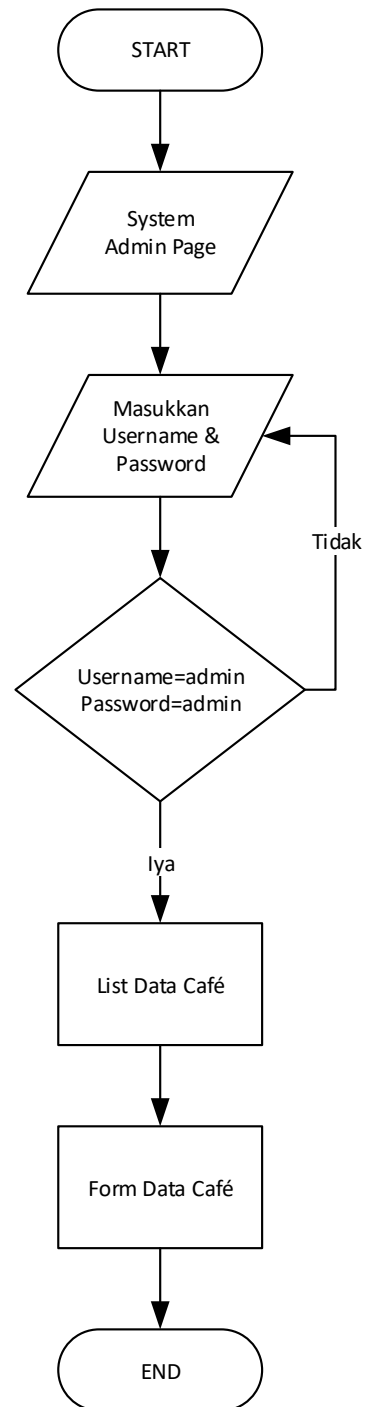 START
System
Admin Page
Masukkan
Username &
Password
Tidak
Username=admin
Password=admin
Iya
List Data Café
Form Data Café
END